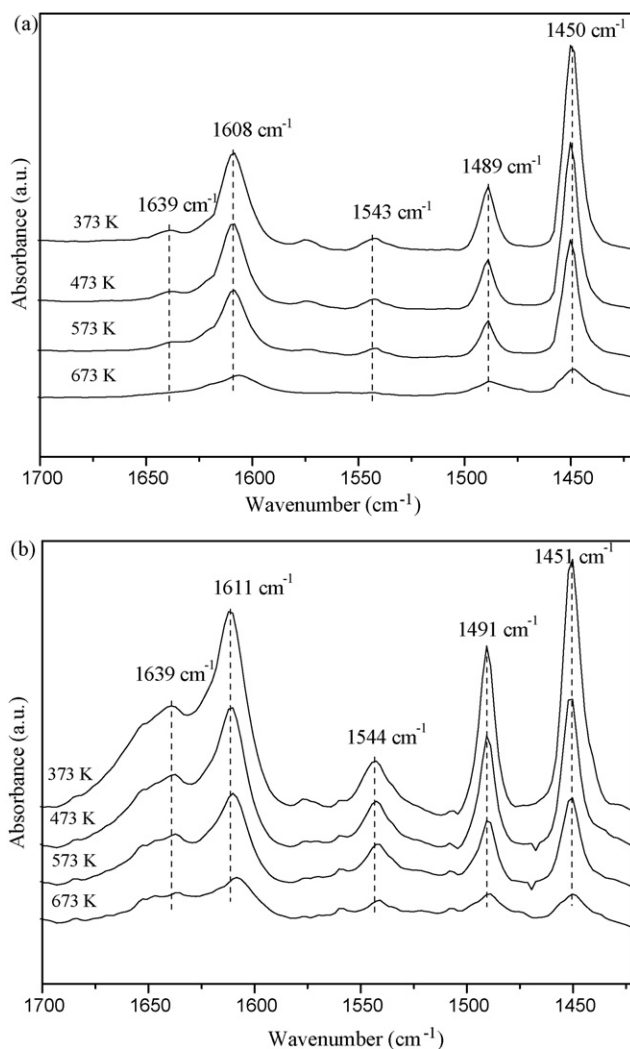 (a)
1450 cm⁻¹
1608 cm⁻¹
1489 cm⁻¹
1639 cm⁻¹
1543 cm⁻¹
373 K
473 K
573 K
673 K
Absorbance (a.u.)
1700 1650 1600 1550 1500 1450
Wavenumber (cm⁻¹)
(b)
1451 cm⁻¹
1611 cm⁻¹
1491 cm⁻¹
1639 cm⁻¹
1544 cm⁻¹
373 K
473 K
573 K
673 K
Absorbance (a.u.)
1700 1650 1600 1550 1500 1450
Wavenumber (cm⁻¹)